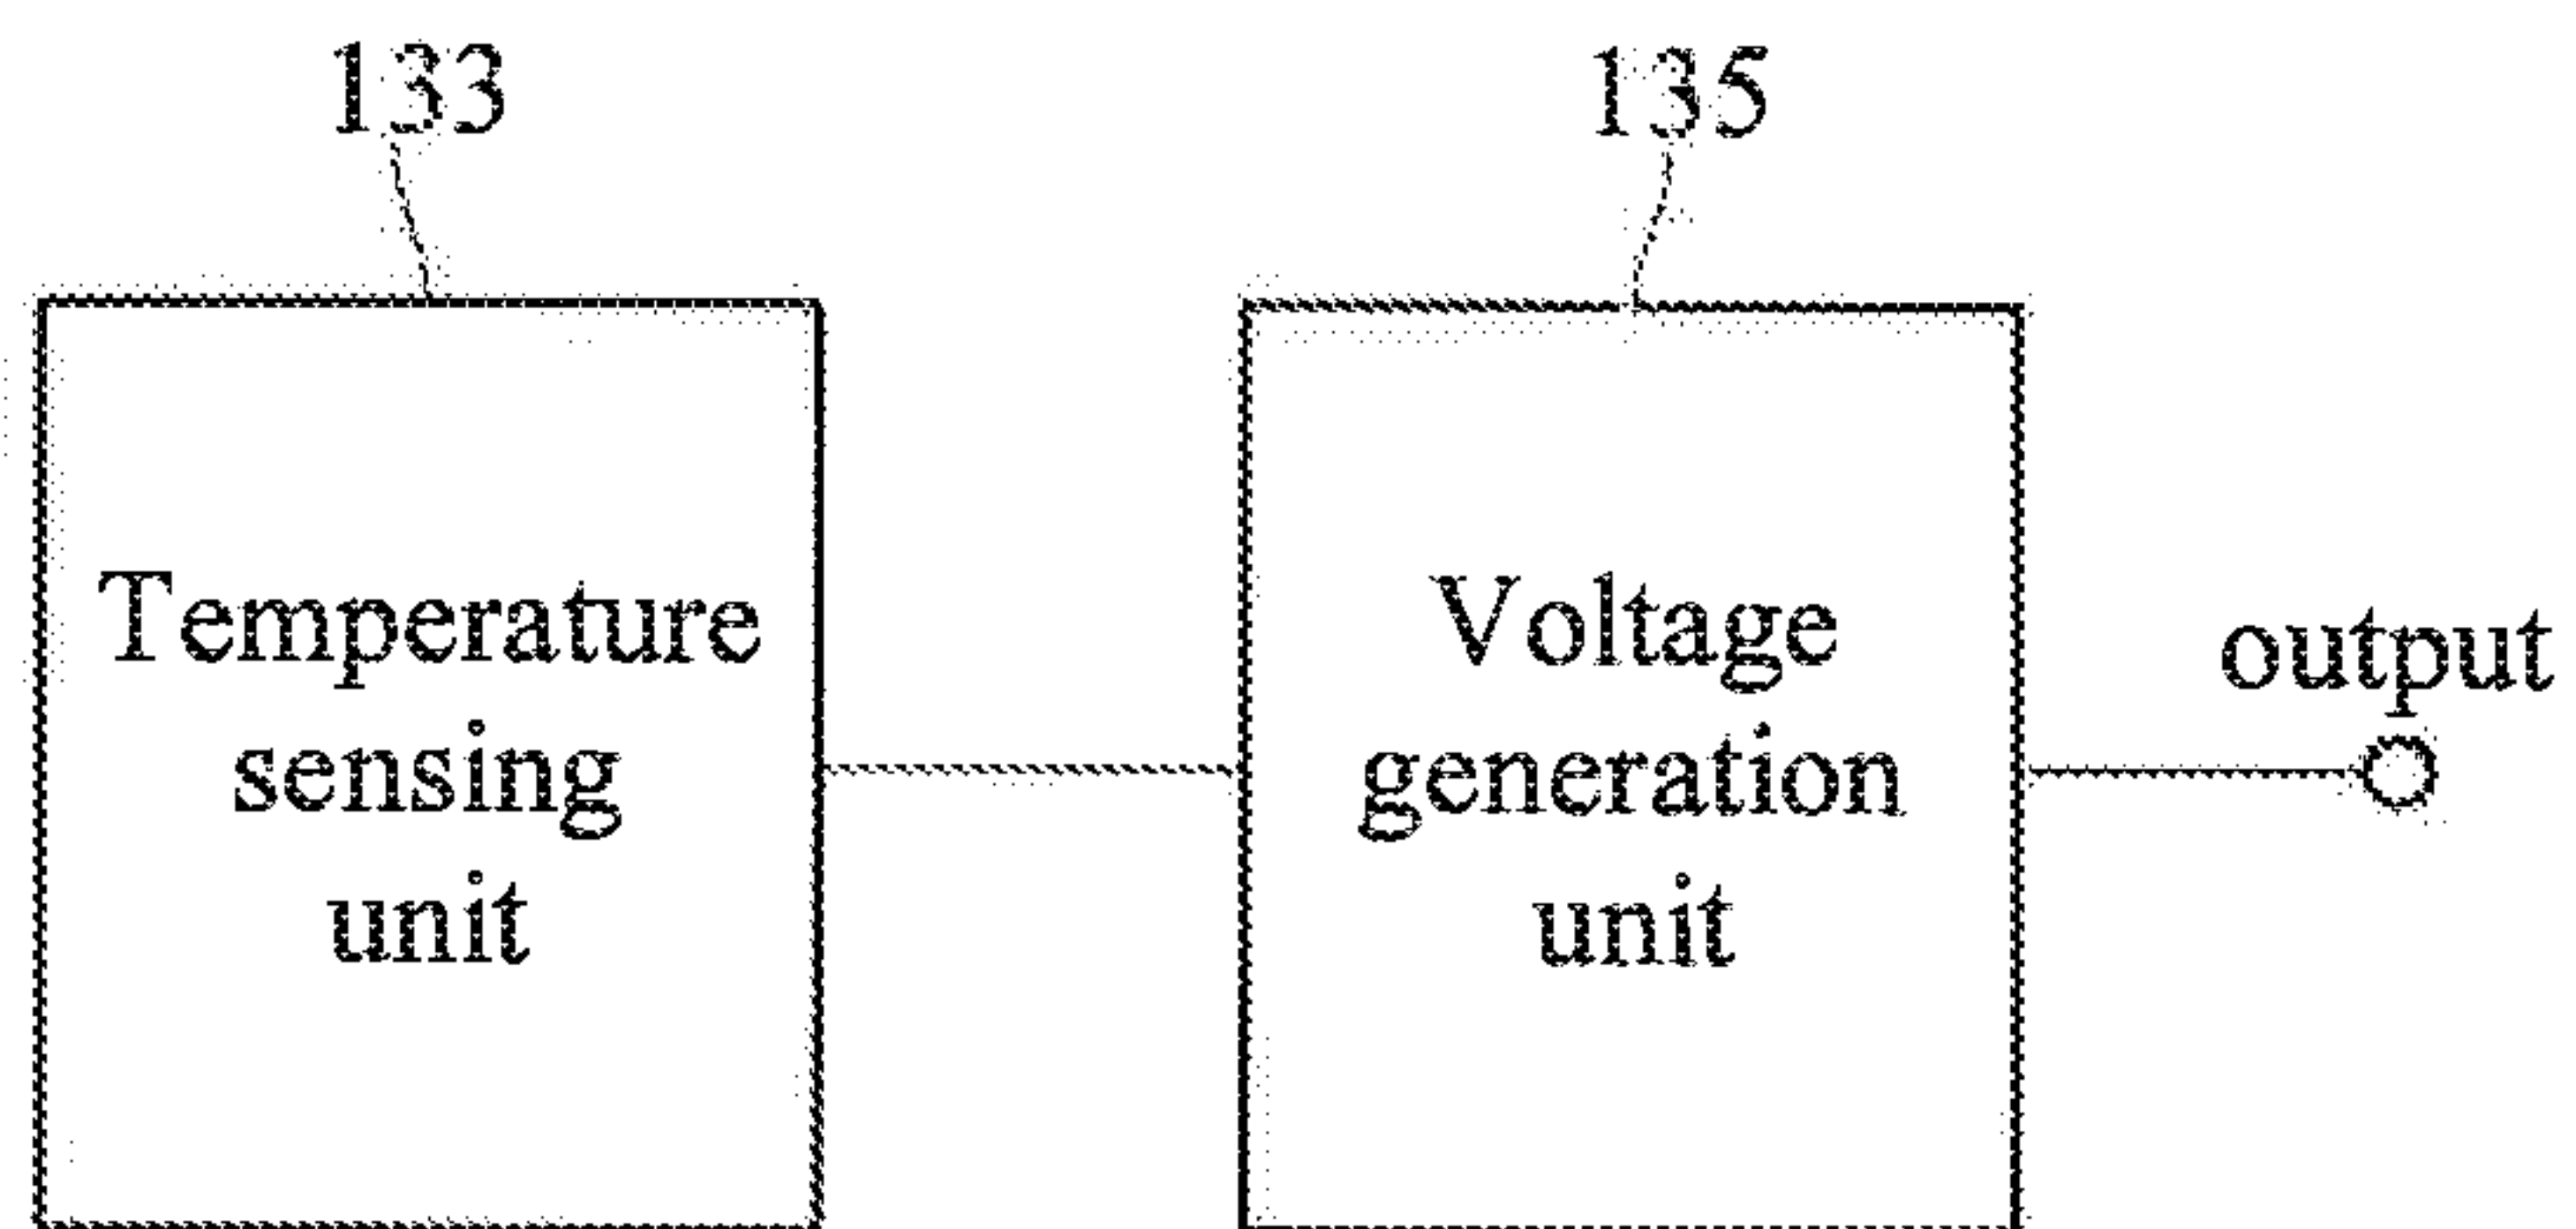 133
135
Temperature
sensing
unit
Voltage
generation
unit
output